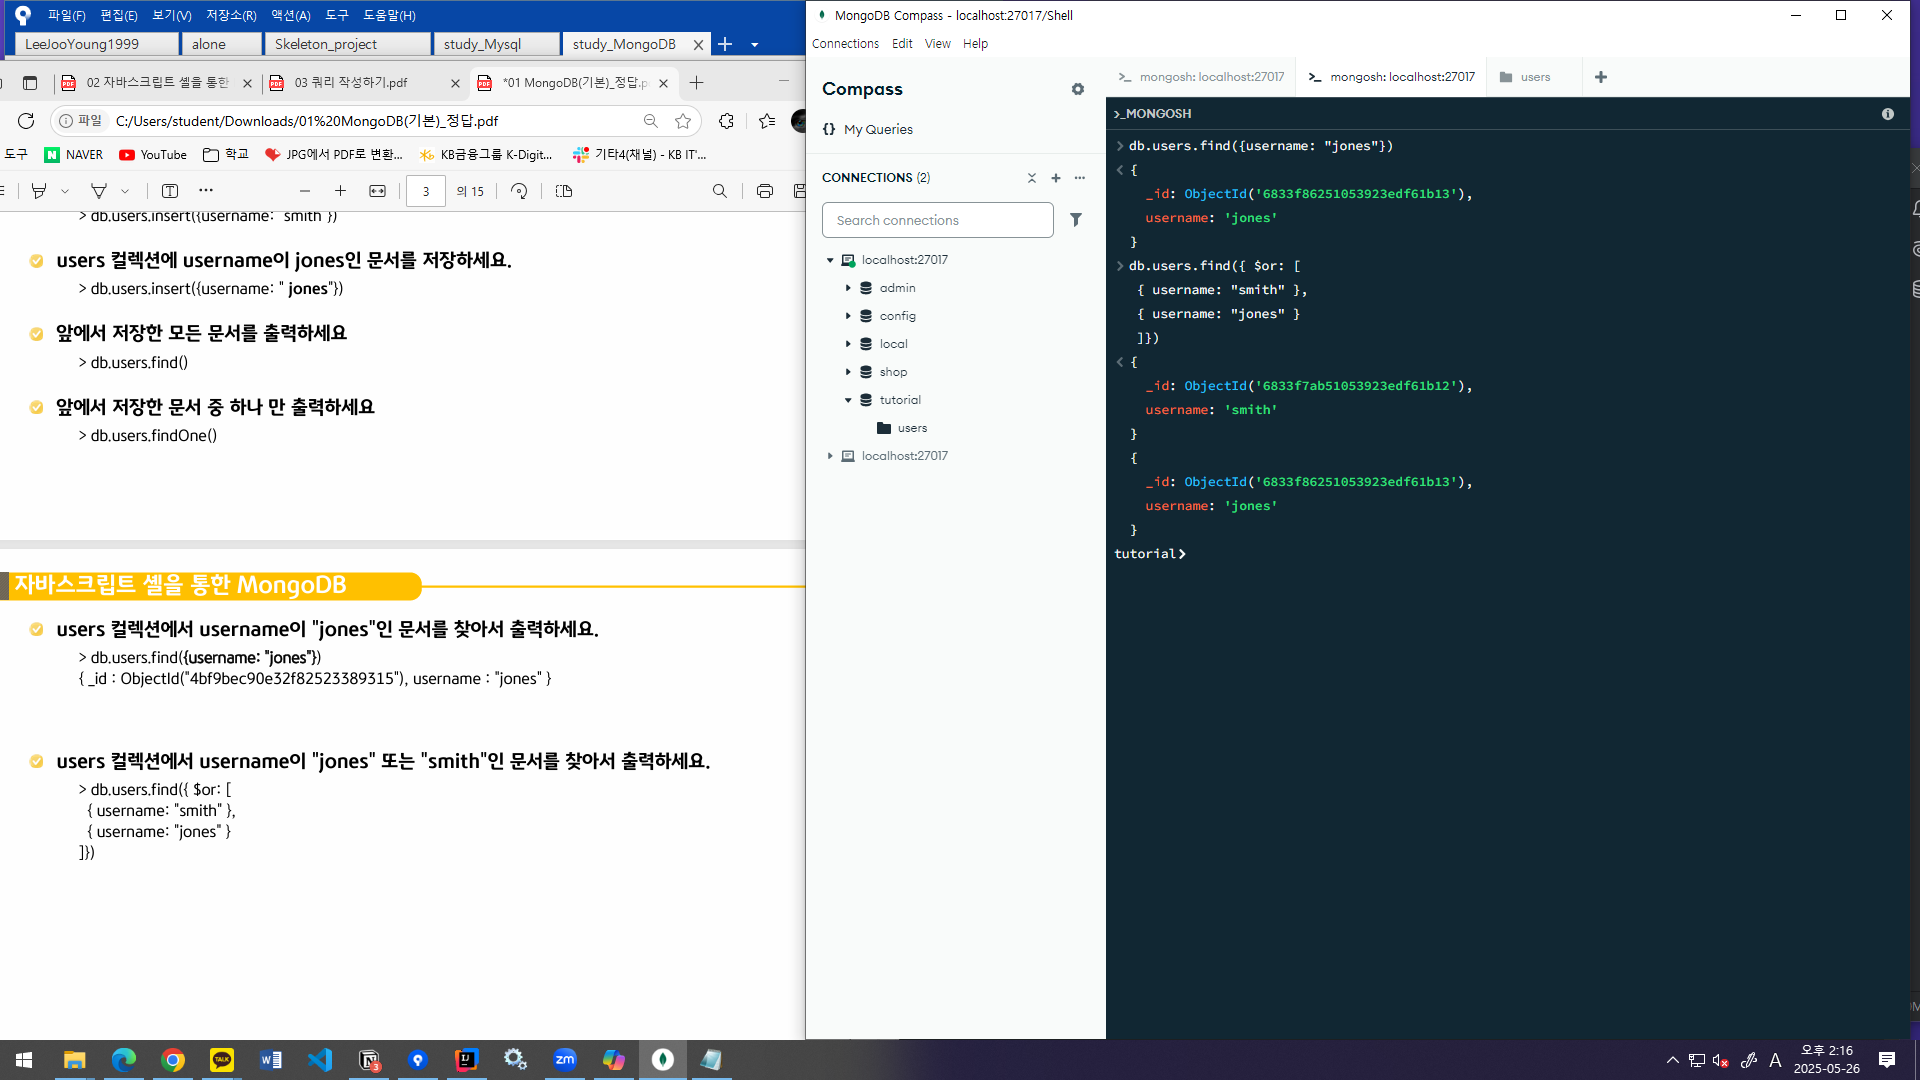 파일(F) 편집(E) 보기(V) 저장소(R) 액션(A) 도구 도움말(H)
LeeJooYoung1999 alone Skeleton_project study_Mysql study_MongoDB
02 자바스크립트 셸을 통한 03 쿼리 작성하기.pdf *01 MongoDB(기본)_정답.p
파일 C:/Users/student/Downloads/01%20MongoDB(기본)_정답.pdf
도구 NAVER YouTube 학교 JPG에서 PDF로 변환... KB금융그룹 K-Digit... 기타4(채널) - KB IT'...
3 의 15
> db.users.insert({username: "smith"})
users 컬렉션에 username이 jones인 문서를 저장하세요.
> db.users.insert({username: " jones"})
앞에서 저장한 모든 문서를 출력하세요
> db.users.find()
앞에서 저장한 문서 중 하나 만 출력하세요
> db.users.findOne()
자바스크립트 셸을 통한 MongoDB
users 컬렉션에서 username이 "jones"인 문서를 찾아서 출력하세요.
> db.users.find({username: "jones"})
{ _id : ObjectId("4bf9bec90e32f82523389315"), username : "jones" }
users 컬렉션에서 username이 "jones" 또는 "smith"인 문서를 찾아서 출력하세요.
> db.users.find({ $or: [
{ username: "smith" },
{ username: "jones" }
]})
MongoDB Compass - localhost:27017/Shell
Connections Edit View Help
Compass
{} My Queries
CONNECTIONS (2)
Search connections
localhost:27017
admin
config
local
shop
tutorial
users
localhost:27017
>_ mongosh: localhost:27017 >_ mongosh: localhost:27017 users
>_MONGOSH
> db.users.find({username: "jones"})
< {
_id: ObjectId('6833f86251053923edf61b13'),
username: 'jones'
}
> db.users.find({ $or: [
{ username: "smith" },
{ username: "jones" }
]})
< {
_id: ObjectId('6833f7ab51053923edf61b12'),
username: 'smith'
}
{
_id: ObjectId('6833f86251053923edf61b13'),
username: 'jones'
}
tutorial>
TALK
zm
3
A
오후 2:16
2025-05-26